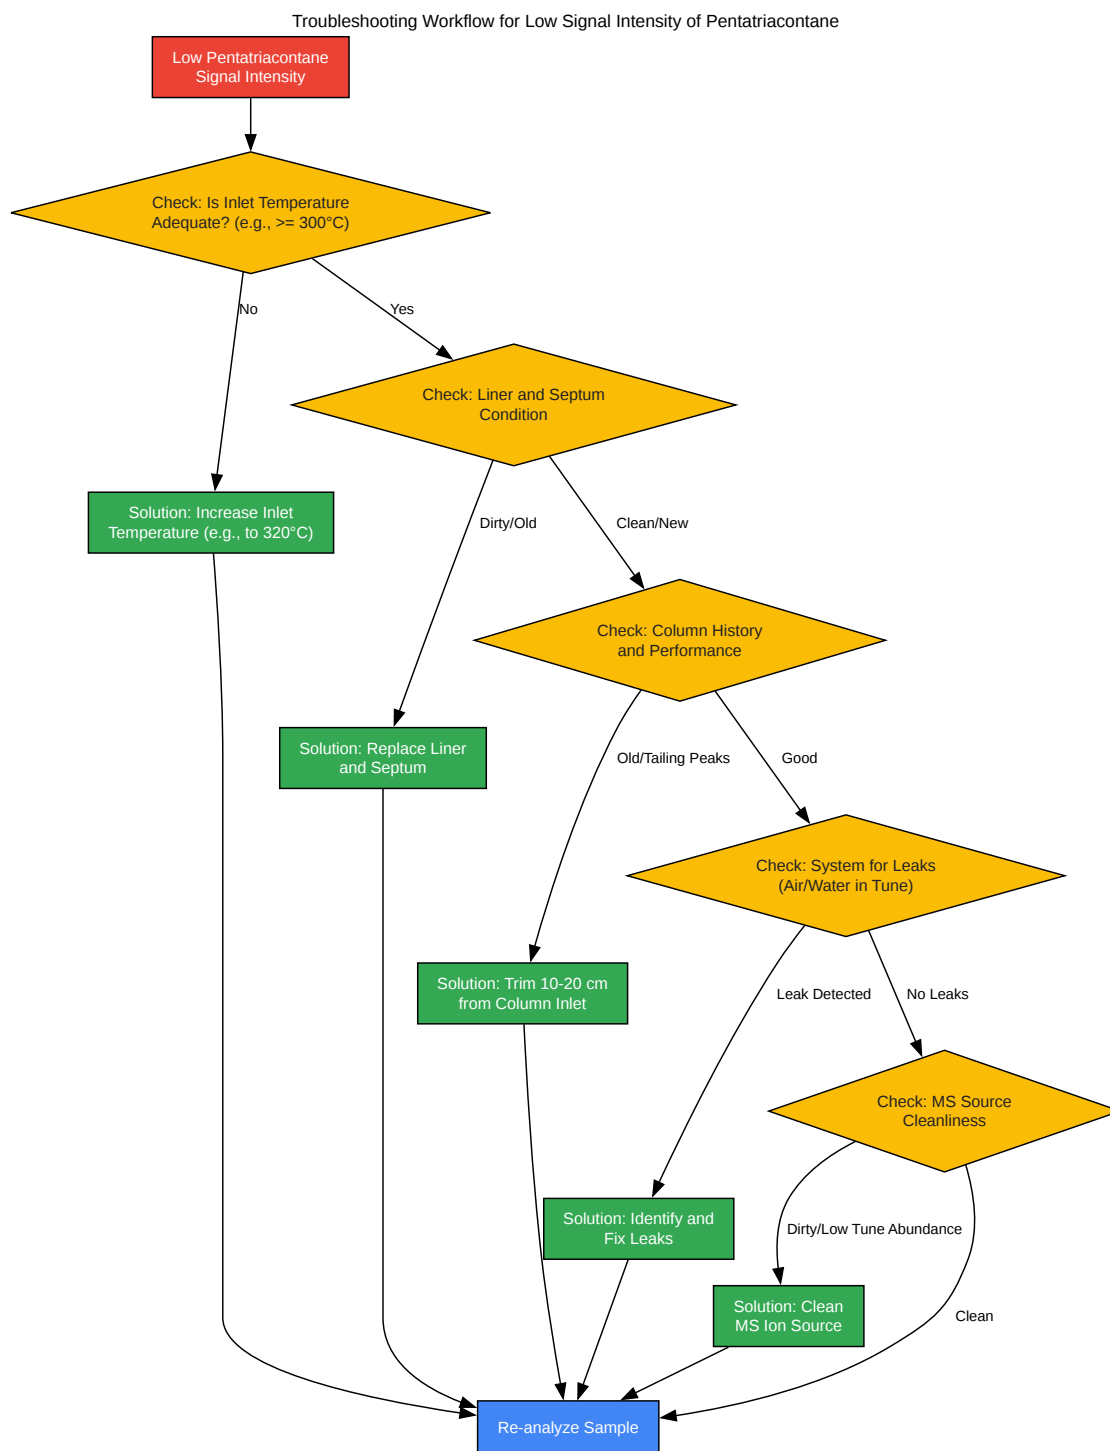 Troubleshooting Workflow for Low Signal Intensity of Pentatriacontane
Low Pentatriacontane
Signal Intensity
Check: Is Inlet Temperature
Adequate? (e.g., >= 300°C)
No
Yes
Check: Liner and Septum
Condition
Solution: Increase Inlet
Temperature (e.g., to 320°C)
Dirty/Old
Clean/New
Check: Column History
and Performance
Solution: Replace Liner
and Septum
Old/Tailing Peaks
Good
Check: System for Leaks
(Air/Water in Tune)
Solution: Trim 10-20 cm
from Column Inlet
Leak Detected
No Leaks
Check: MS Source
Cleanliness
Solution: Identify and
Fix Leaks
Dirty/Low Tune Abundance
Solution: Clean
MS Ion Source
Clean
Re-analyze Sample